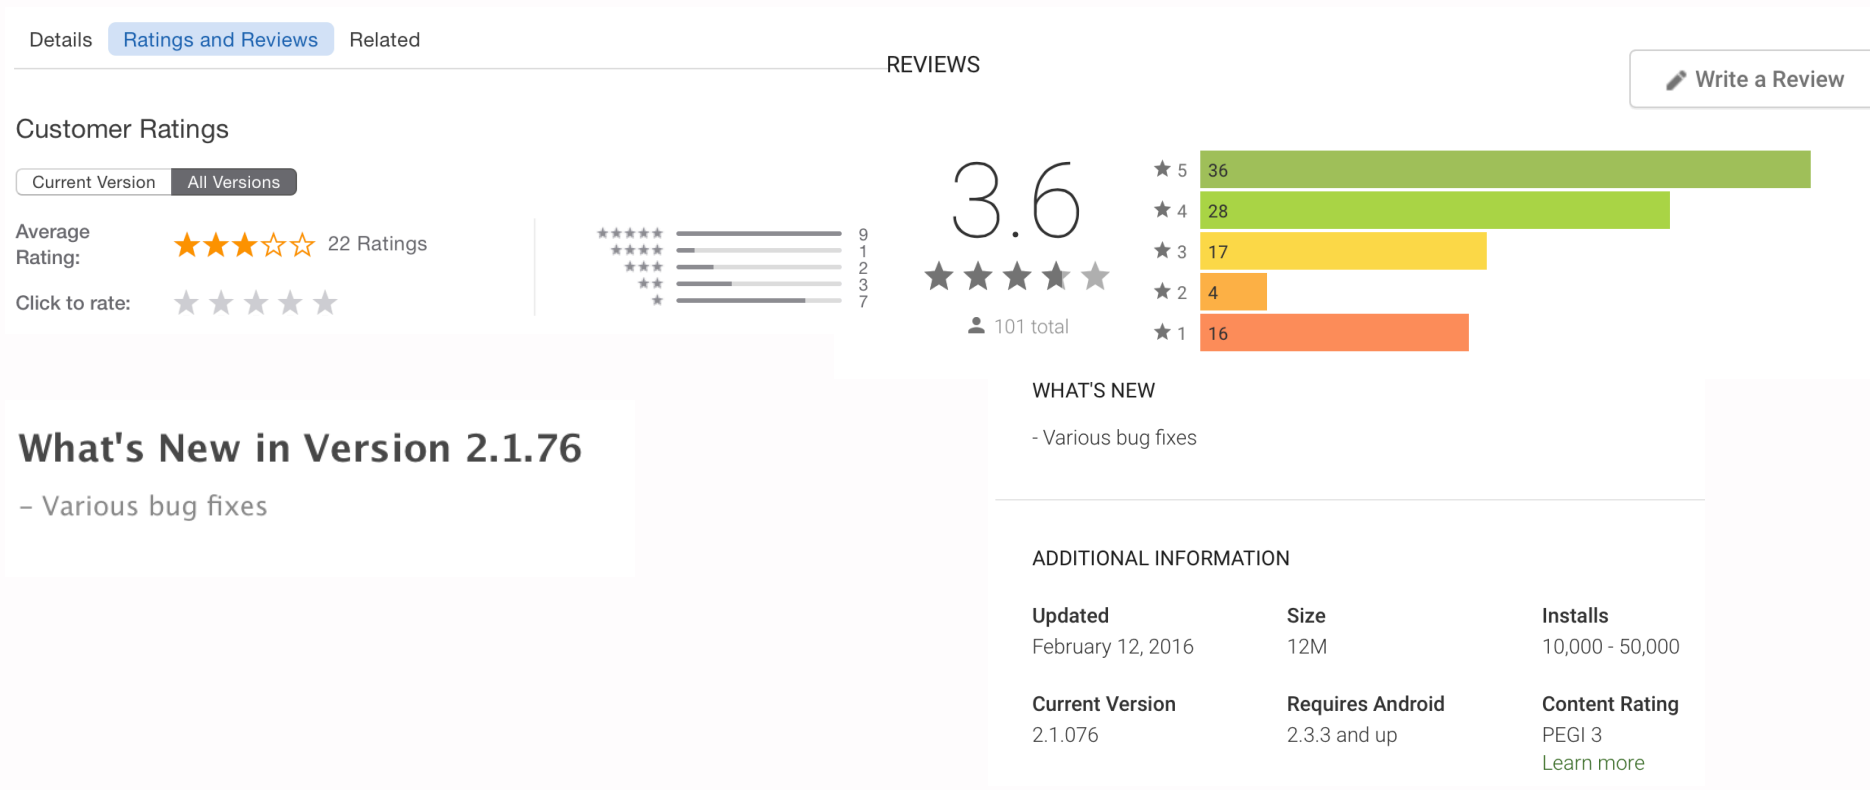 Details Ratings and Reviews Related
Customer Ratings
Current Version All Versions
Average
Rating:
22 Ratings
Click to rate:
9
1
2
3
7
What's New in Version 2.1.76
– Various bug fixes
REVIEWS
Write a Review
3.6
101 total
5 36
4 28
3 17
2 4
1 16
WHAT'S NEW
- Various bug fixes
ADDITIONAL INFORMATION
Updated Size Installs
February 12, 2016 12M 10,000 - 50,000
Current Version Requires Android Content Rating
2.1.076 2.3.3 and up PEGI 3
Learn more